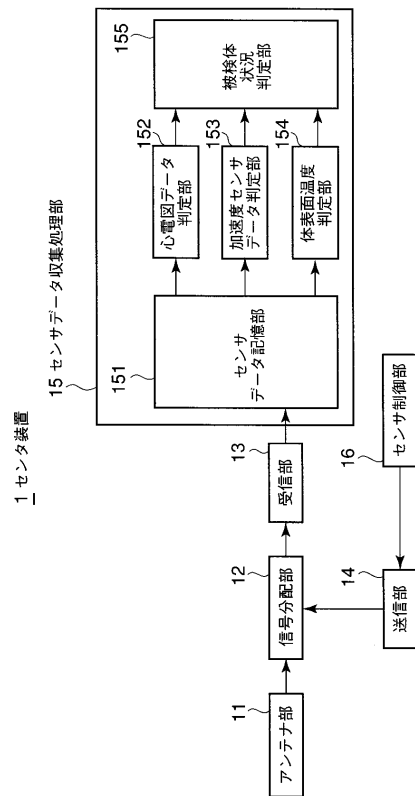 1 センタ装置
15 センサデータ収集処理部
151
センサ
データ記憶部
152
心電図データ
判定部
153
加速度センサ
データ判定部
154
体表面温度
判定部
155
被検体
状況
判定部
11
アンテナ部
12
信号分配部
13
受信部
14
送信部
16
センサ制御部